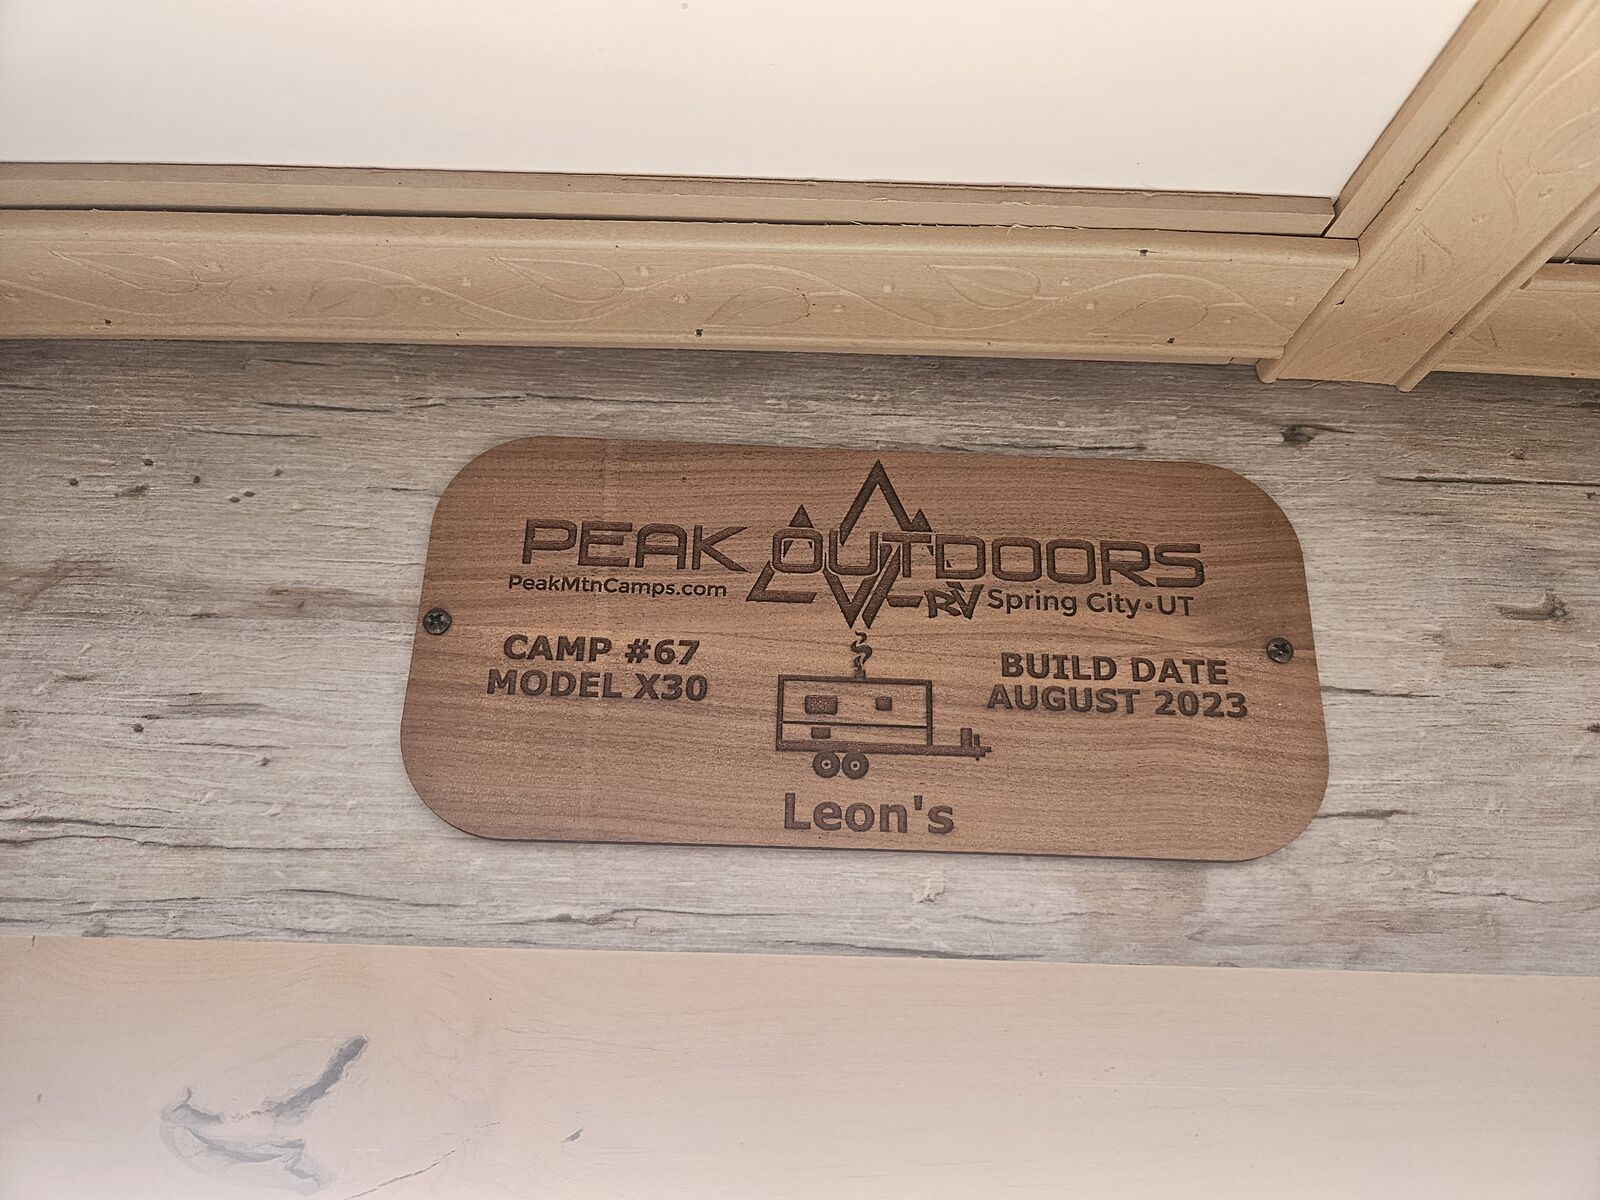 PEAK OUTDOORS
PeakMtnCamps.com
RV Spring City•UT
CAMP #67
MODEL X30
BUILD DATE
AUGUST 2023
Leon's